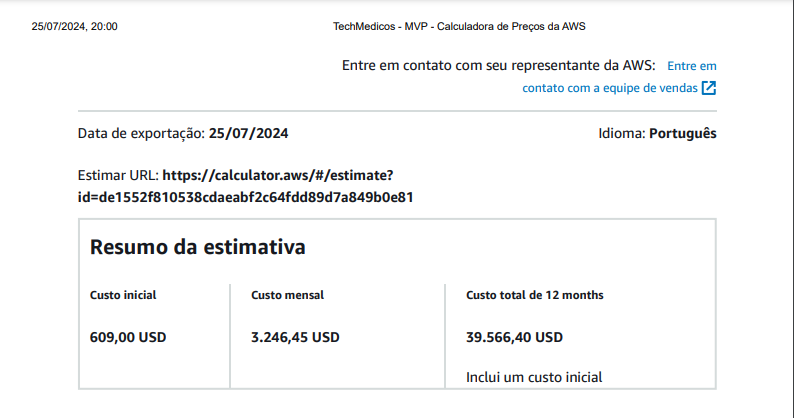 25/07/2024, 20:00 TechMedicos - MVP - Calculadora de Preços da AWS
Entre em contato com seu representante da AWS: Entre em
contato com a equipe de vendas
Data de exportação: 25/07/2024 Idioma: Português
Estimar URL: https://calculator.aws/#/estimate?
id=de1552f810538cdaeabf2c64fdd89d7a849b0e81
Resumo da estimativa
Custo inicial Custo mensal Custo total de 12 months
609,00 USD 3.246,45 USD 39.566,40 USD
Inclui um custo inicial